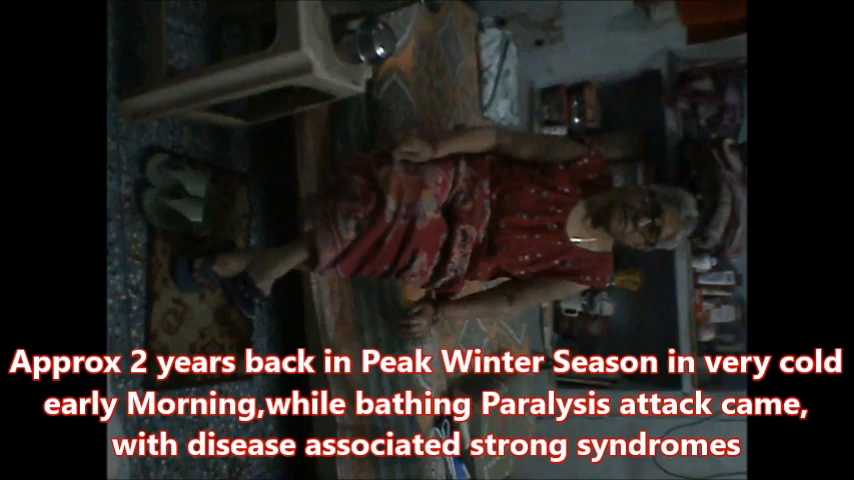 Approx 2 years back in Peak Winter Season in very cold
early Morning,while bathing Paralysis attack came,
with disease associated strong syndromes